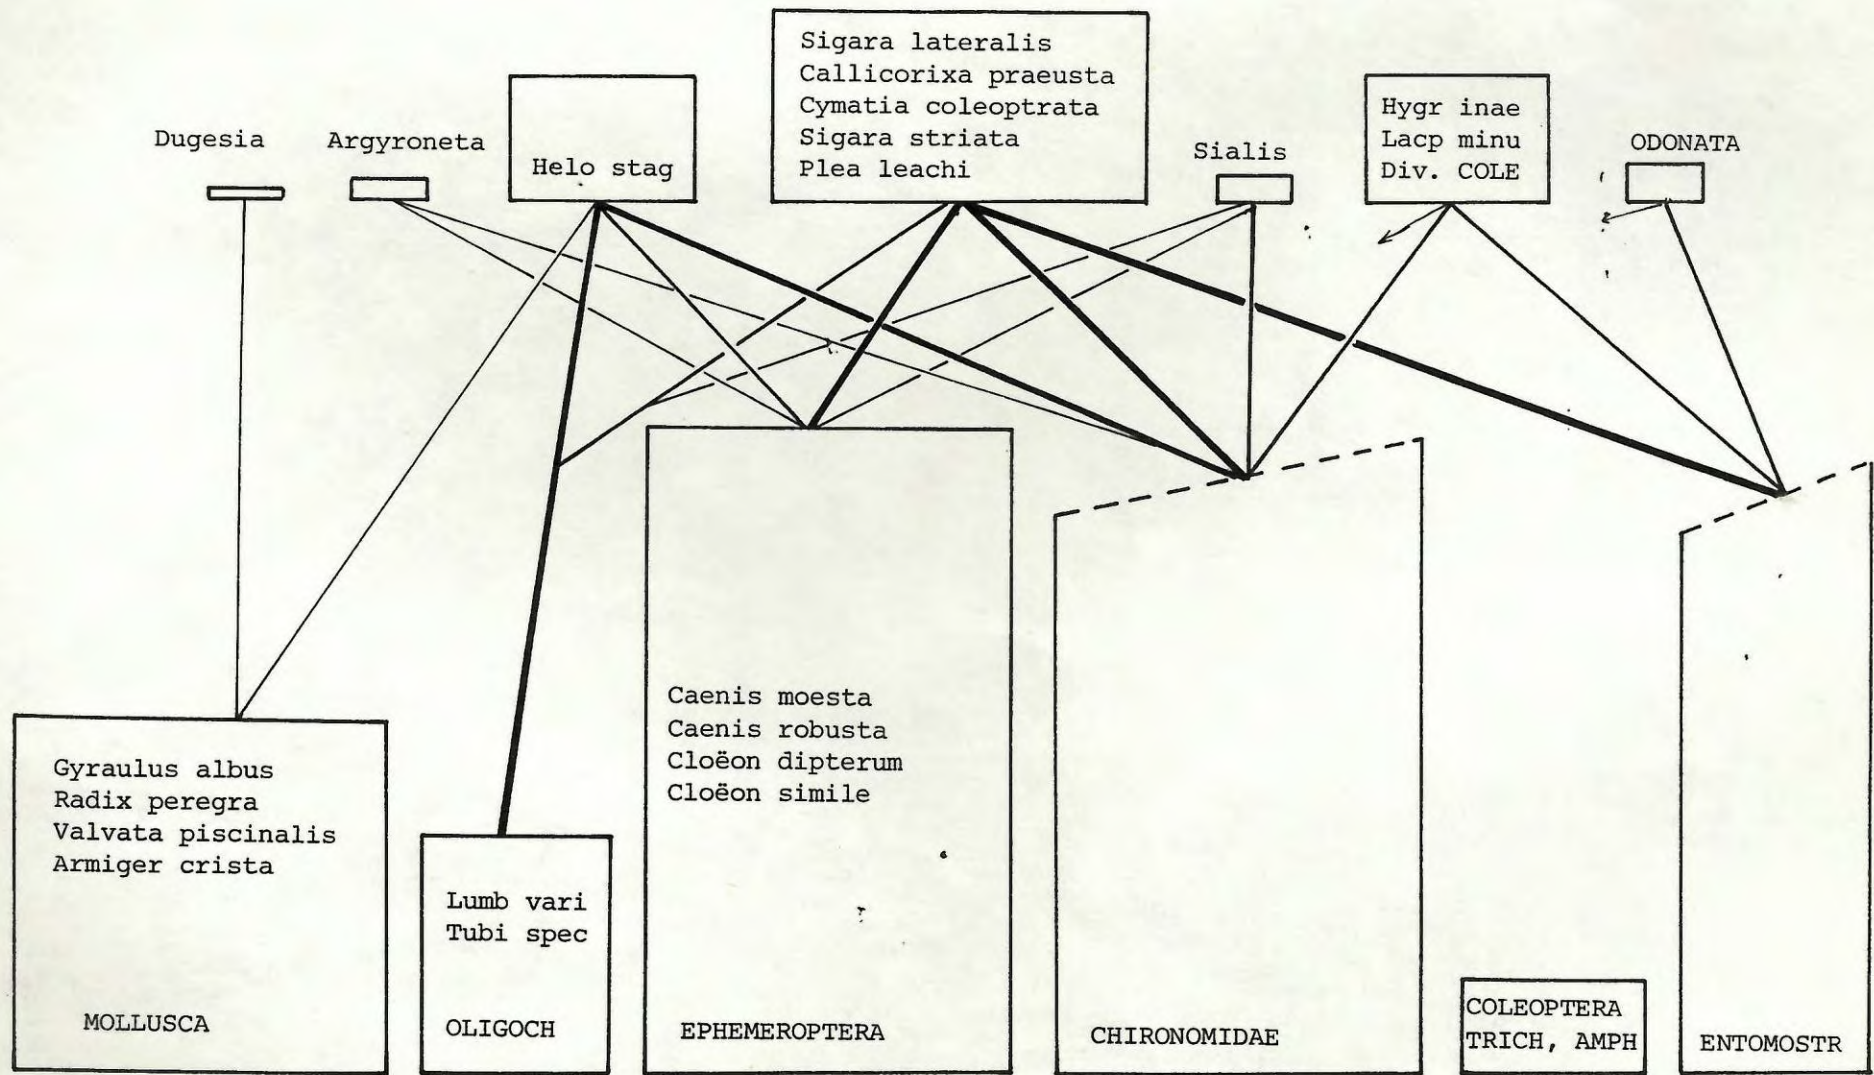 Dugesia
Argyroneta
Helo stag
Sigara lateralis
Callicorixa praeusta
Cymatia coleoptrata
Sigara striata
Plea leachi
Sialis
Hygr inae
Lacp minu
Div. COLE
ODONATA
Gyraulus albus
Radix peregra
Valvata piscinalis
Armiger crista
MOLLUSCA
Lumb vari
Tubi spec
OLIGOCH
Caenis moesta
Caenis robusta
Cloëon dipterum
Cloëon simile
EPHEMEROPTERA
CHIRONOMIDAE
COLEOPTERA
TRICH, AMPH
ENTOMOSTR